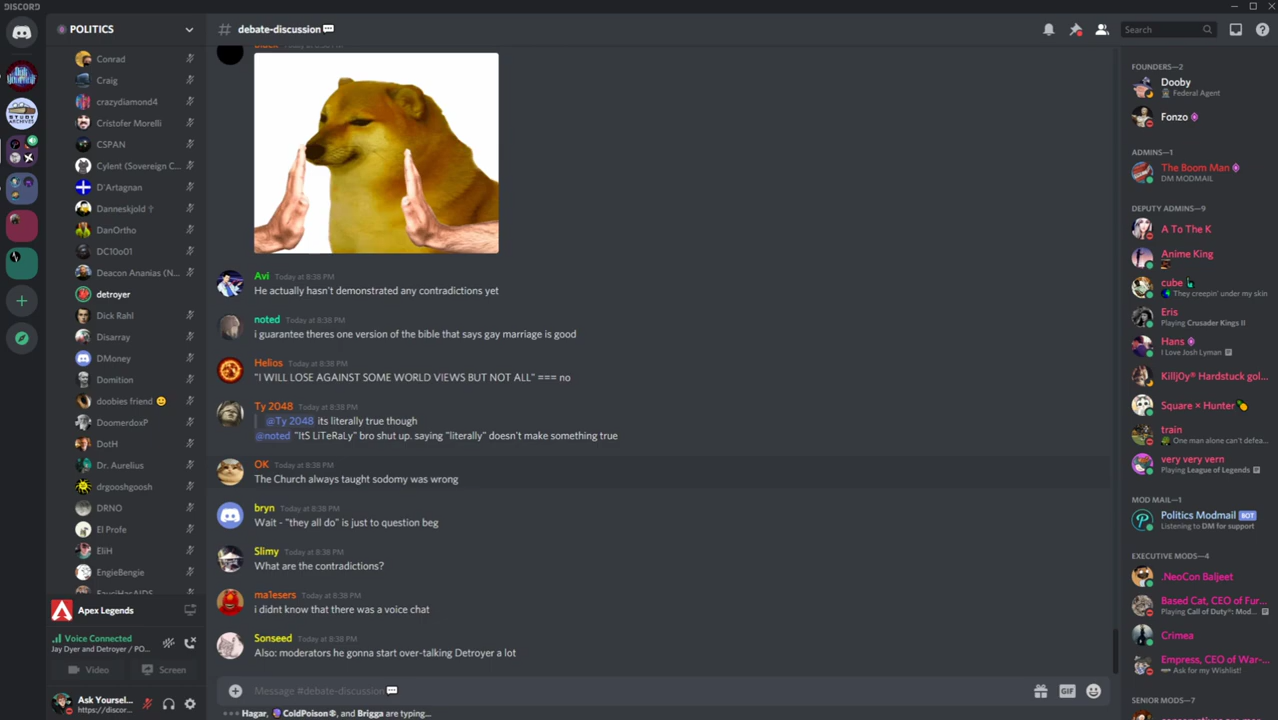 DISCORD
POLITICS
Conrad
Craig
crazydiamond4
Cristofer Morelli
CSPAN
Cylent (Sovereign C...
D'Artagnan
Danneskjold †
DanOrtho
DC10o01
Deacon Ananias (N...
detroyer
Dick Rahl
Disarray
DMoney
Domition
doobies friend 🙂
DoomerdoxP
DotH
Dr. Aurelius
drgooshgoosh
DRNO
El Profe
EliH
EngieBengie
FauciHasAIDS
Apex Legends
Voice Connected
Jay Dyer and Detroyer / PO...
Video Screen
Ask Yoursel...
https://discor...
# debate-discussion💬
Today at 8:38 PM
Avi Today at 8:38 PM
He actually hasn't demonstrated any contradictions yet
noted Today at 8:38 PM
i guarantee theres one version of the bible that says gay marriage is good
Helios Today at 8:38 PM
"I WILL LOSE AGAINST SOME WORLD VIEWS BUT NOT ALL" === no
Ty 2048 Today at 8:38 PM
@Ty 2048 its literally true though
@noted "ItS LiTeRaLy" bro shut up. saying "literally" doesn't make something true
OK Today at 8:38 PM
The Church always taught sodomy was wrong
bryn Today at 8:38 PM
Wait - "they all do" is just to question beg
Slimy Today at 8:38 PM
What are the contradictions?
ma1esers Today at 8:38 PM
i didnt know that there was a voice chat
Sonseed Today at 8:38 PM
Also: moderators he gonna start over-talking Detroyer a lot
Message #debate-discussion💬
GIF
Hagar, ColdPoison®, and Brigga are typing...
Search
FOUNDERS—2
Dooby
Federal Agent
Fonzo
ADMINS—1
The Boom Man
DM MODMAIL
DEPUTY ADMINS—9
A To The K
Anime King
cube
They creepin' under my skin
Eris
Playing Crusader Kings II
Hans
I Love Josh Lyman
Killj0y® Hardstuck gol...
Square × Hunter🍍
train
One man alone can't defea...
very very vern
Playing League of Legends
MOD MAIL—1
Politics Modmail BOT
Listening to DM for support
EXECUTIVE MODS—4
.NeoCon Baljeet
Based Cat, CEO of Fur...
Playing Call of Duty®: Mod...
Crimea
Empress, CEO of War-...
Ask for my Wishlist!
SENIOR MODS—7